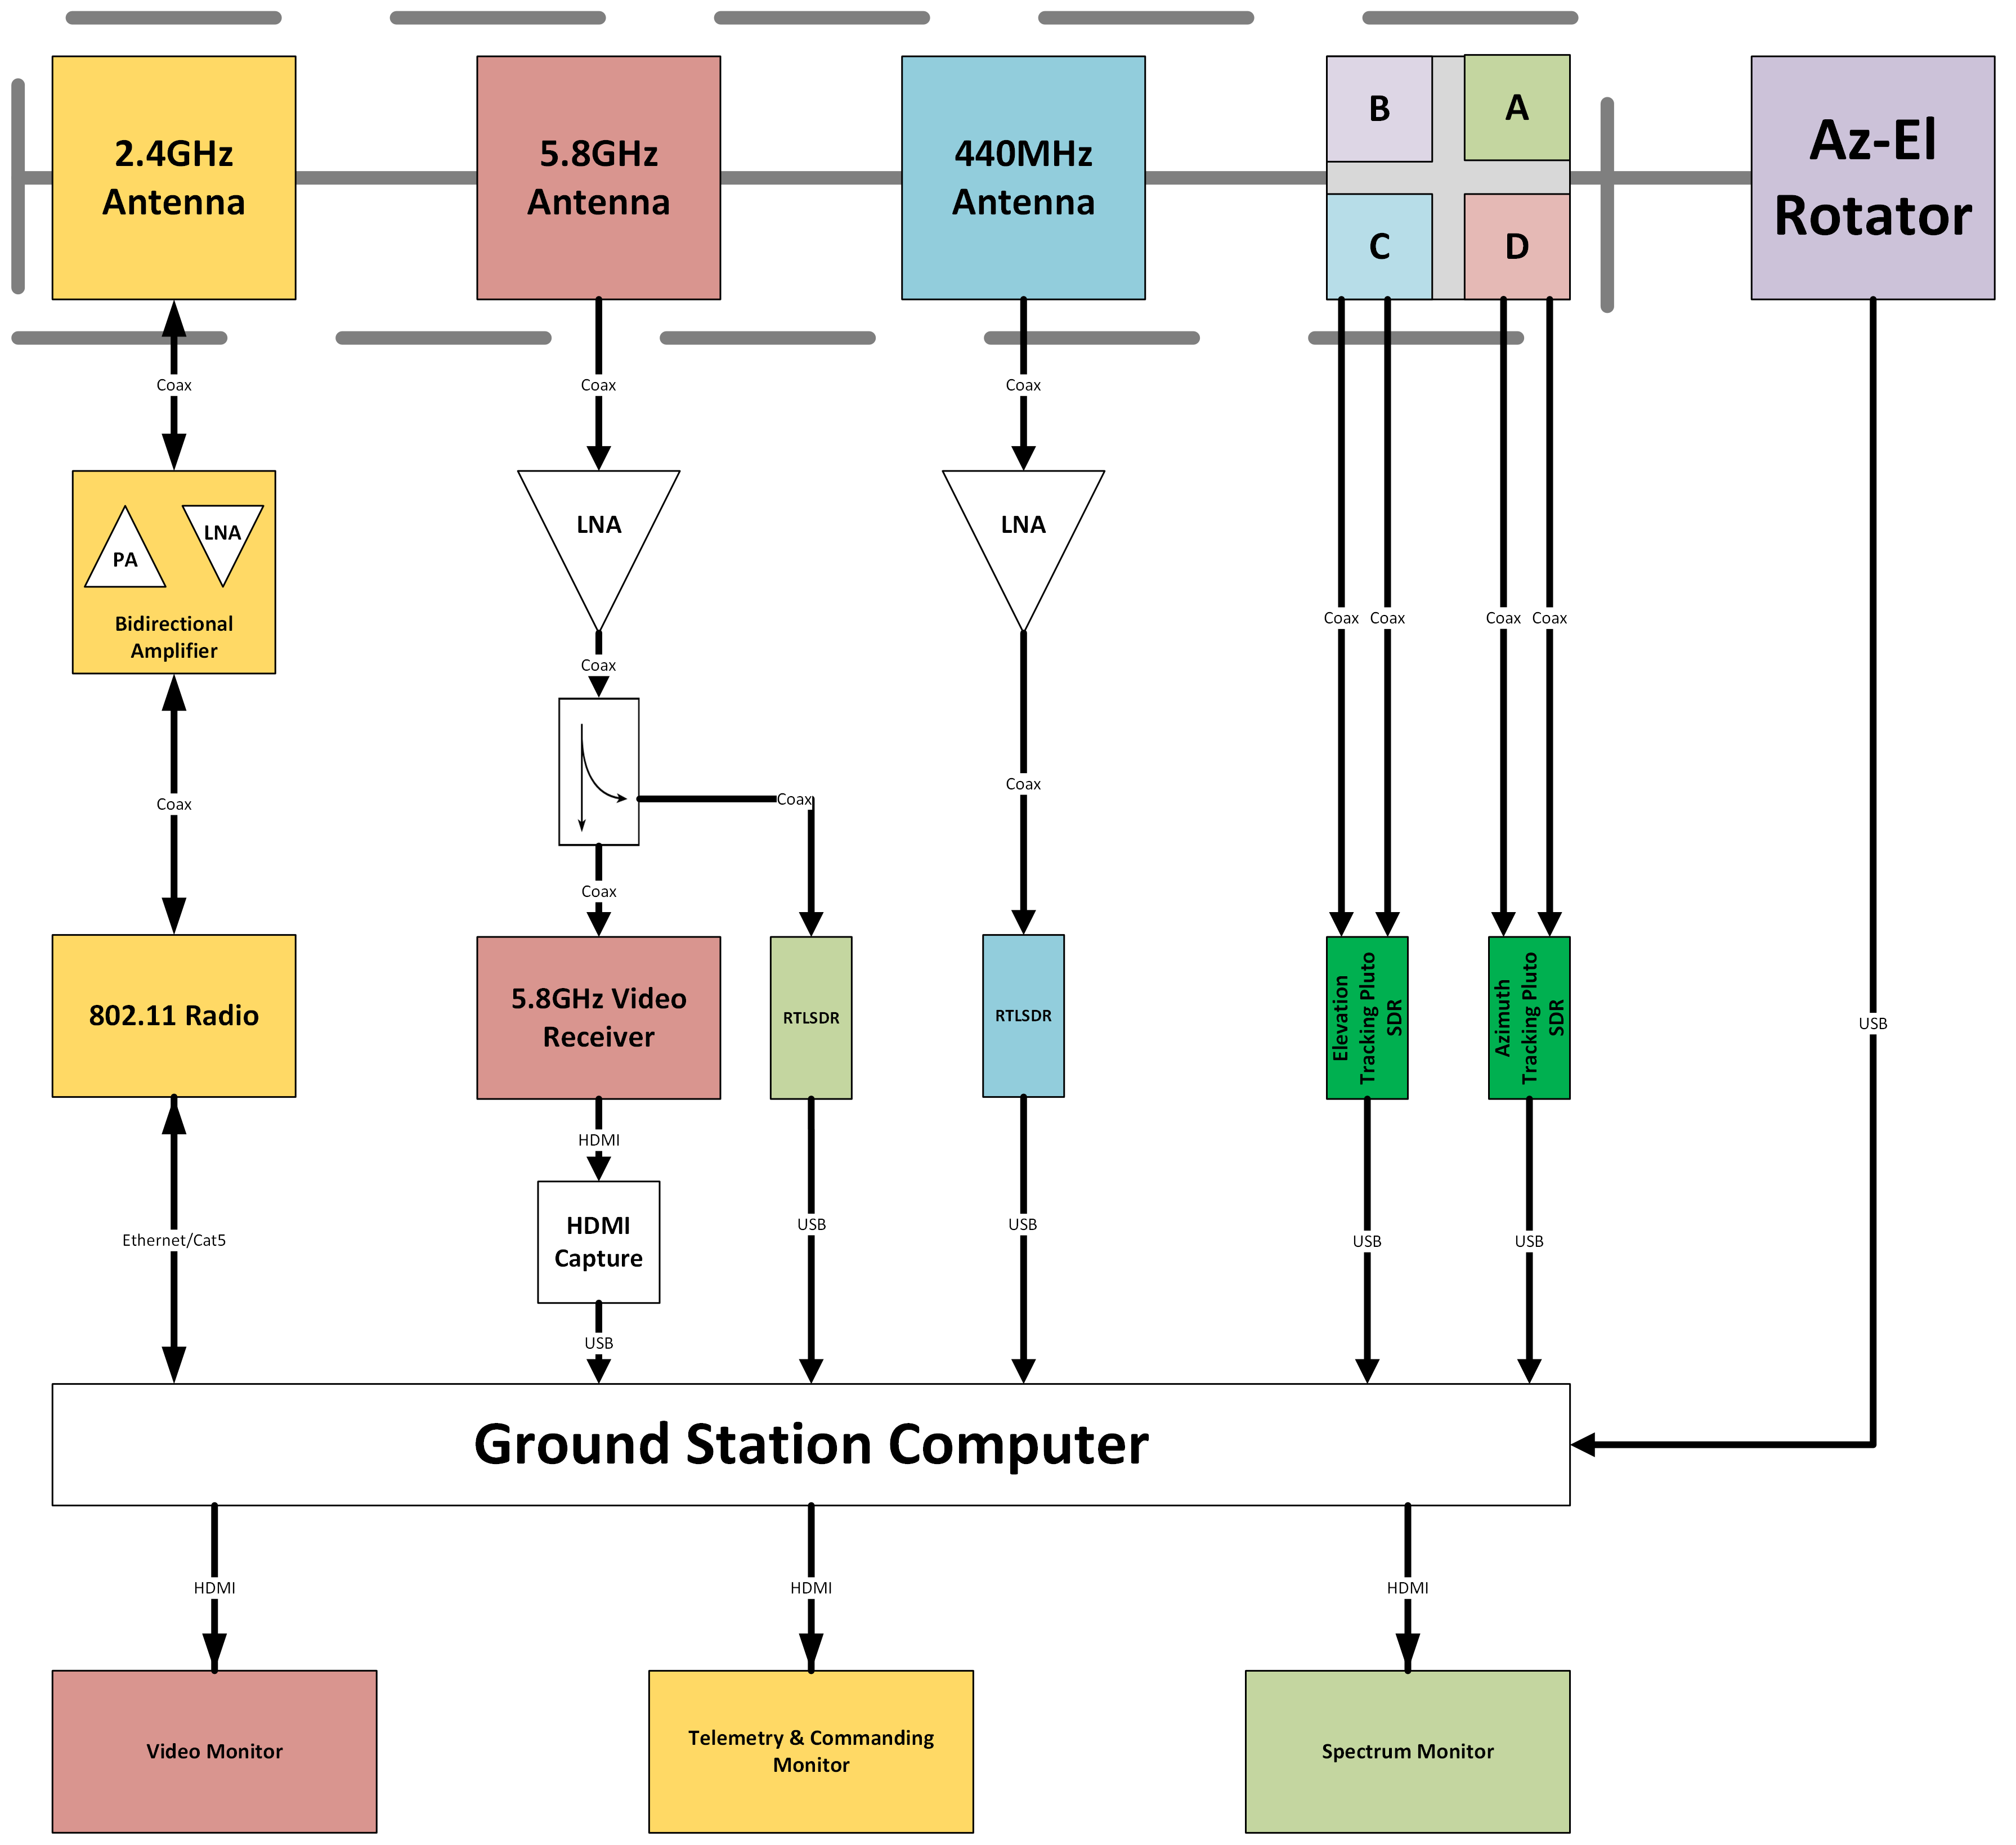 2.4GHz
Antenna
5.8GHz
Antenna
440MHz
Antenna
B
A
C
D
Az-El
Rotator
Coax
Coax
Coax
PA
LNA
Bidirectional
Amplifier
LNA
LNA
Coax
Coax
Coax
Coax
Coax
Coax
Coax
Coax
Coax
Coax
802.11 Radio
5.8GHz Video
Receiver
RTLSDR
RTLSDR
Elevation
Tracking Pluto
SDR
Azimuth
Tracking Pluto
SDR
USB
HDMI
Ethernet/Cat5
HDMI
Capture
USB
USB
USB
USB
USB
Ground Station Computer
HDMI
HDMI
HDMI
Video Monitor
Telemetry & Commanding
Monitor
Spectrum Monitor